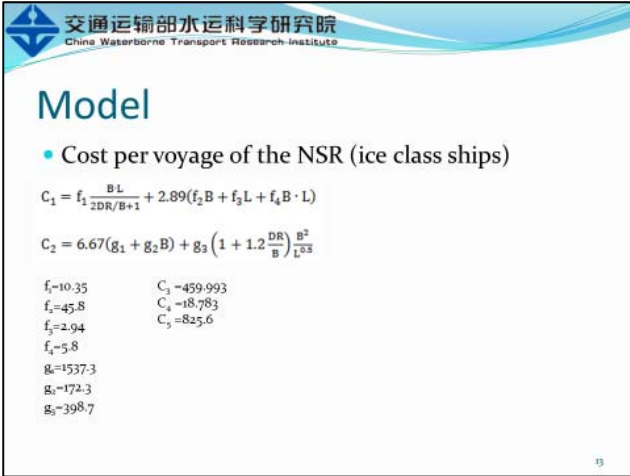 交通运输部水运科学研究院
China Waterborne Transport Research Institute
Model
• Cost per voyage of the NSR (ice class ships)
C₁ = f₁ B·L / (2DR/B+1) + 2.89(f₂B + f₃L + f₄B · L)
C₂ = 6.67(g₁ + g₂B) + g₃(1 + 1.2 DR/B) B²/L⁰·⁵
f₁=10.35
f₂=45.8
f₃=2.94
f₄=5.8
g₁=1537.3
g₂=172.3
g₃=398.7
C₃ =459.993
C₄ =18.783
C₅ =825.6
13